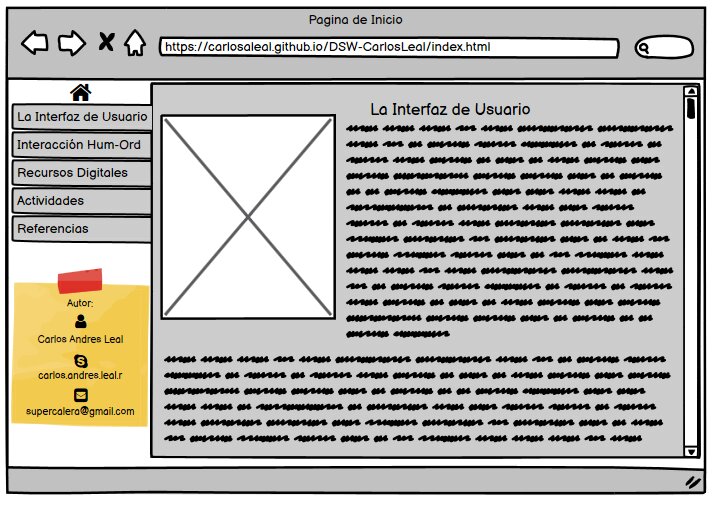 Pagina de Inicio
https://carlosaleal.github.io/DSW-CarlosLeal/index.html
La Interfaz de Usuario
Interacción Hum-Ord
Recursos Digitales
Actividades
Referencias
Autor:
Carlos Andres Leal
carlos.andres.leal.r
supercalera@gmail.com
La Interfaz de Usuario